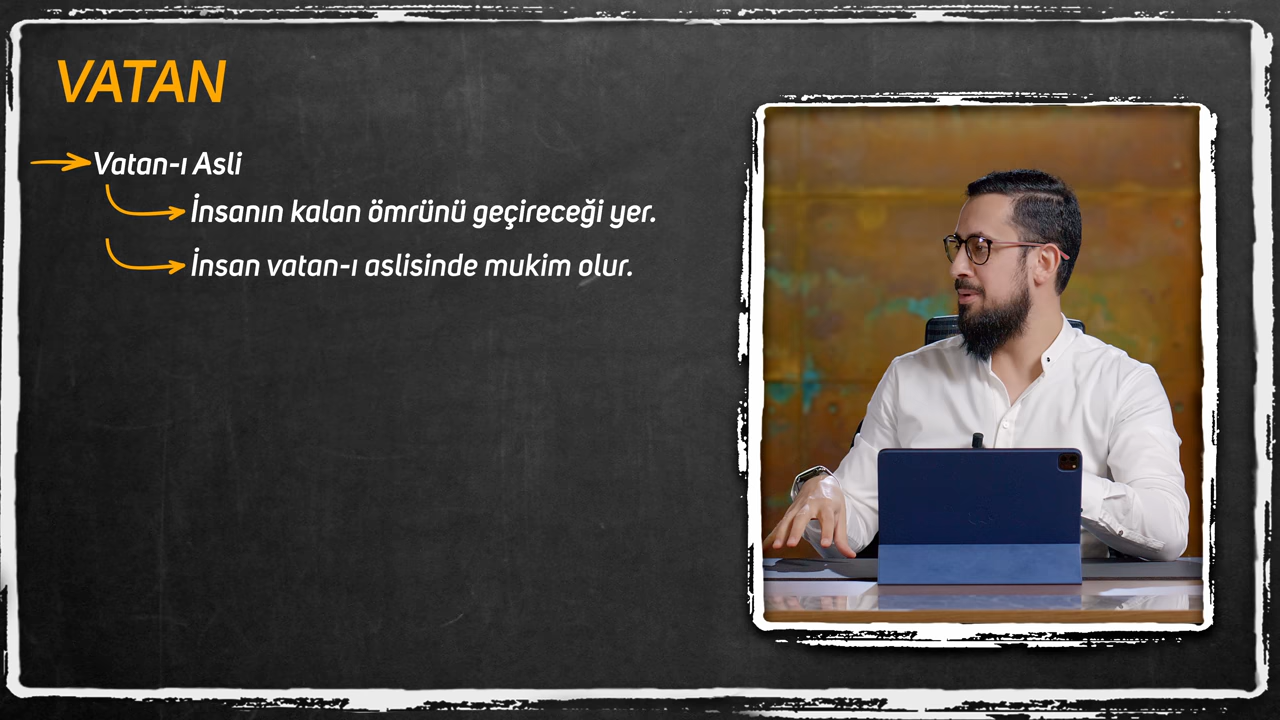 VATAN
Vatan-ı Asli
İnsanın kalan ömrünü geçireceği yer.
İnsan vatan-ı aslisinde mukim olur.